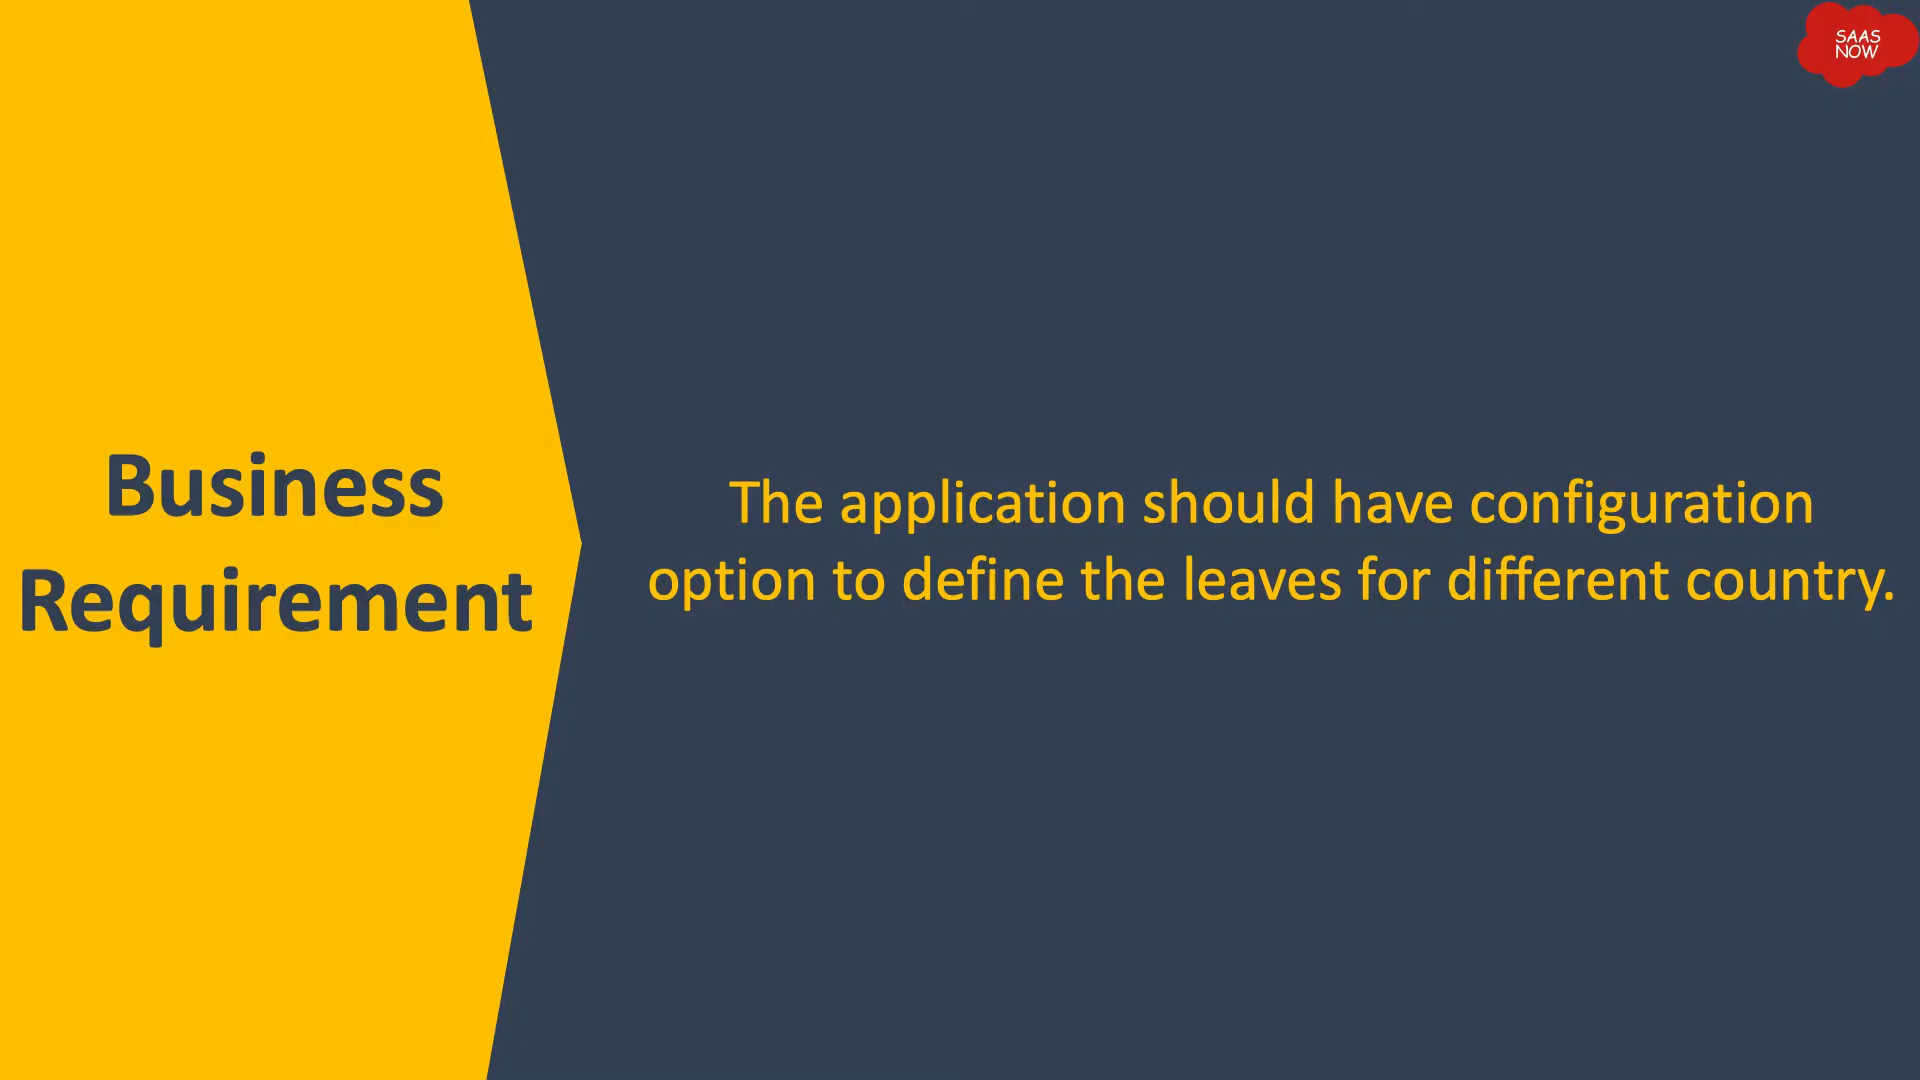 SAAS
NOW
Business
Requirement
The application should have configuration
option to define the leaves for different country.